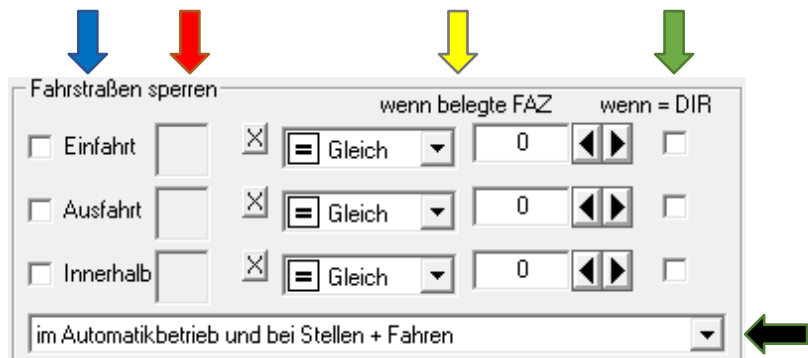 Fahrstraßen sperren
wenn belegte FAZ wenn = DIR
Einfahrt X = Gleich 0
Ausfahrt X = Gleich 0
Innerhalb X = Gleich 0
im Automatikbetrieb und bei Stellen + Fahren